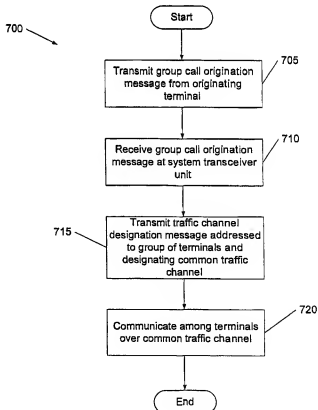 700
Start
Transmit group call origination
message from originating
terminal
705
Receive group call origination
message at system transceiver
unit
710
Transmit traffic channel
designation message addressed
to group of terminals and
designating common traffic
channel
715
Communicate among terminals
over common traffic channel
720
End